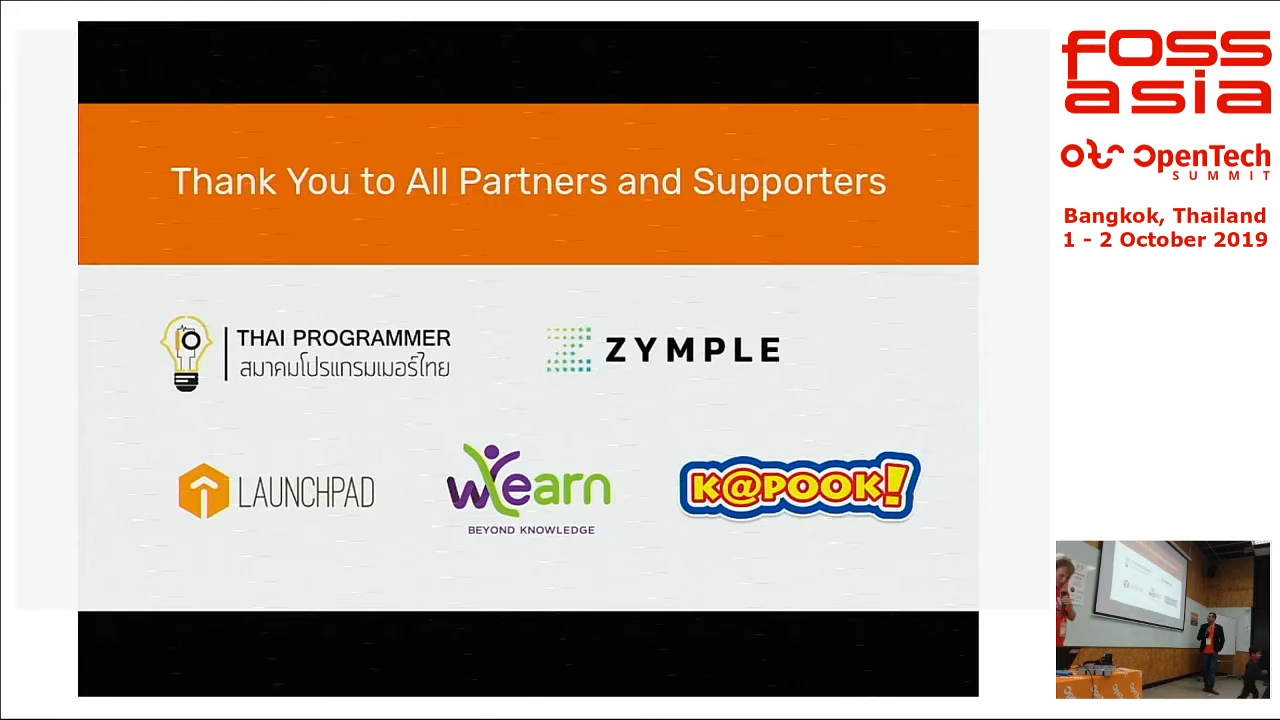 Thank You to All Partners and Supporters
THAI PROGRAMMER
สมาคมโปรแกรมเมอร์ไทย
ZYMPLE
LAUNCHPAD
wYearn
BEYOND KNOWLEDGE
K@POOK!
foss
asia
OpenTech
SUMMIT
Bangkok, Thailand
1 - 2 October 2019